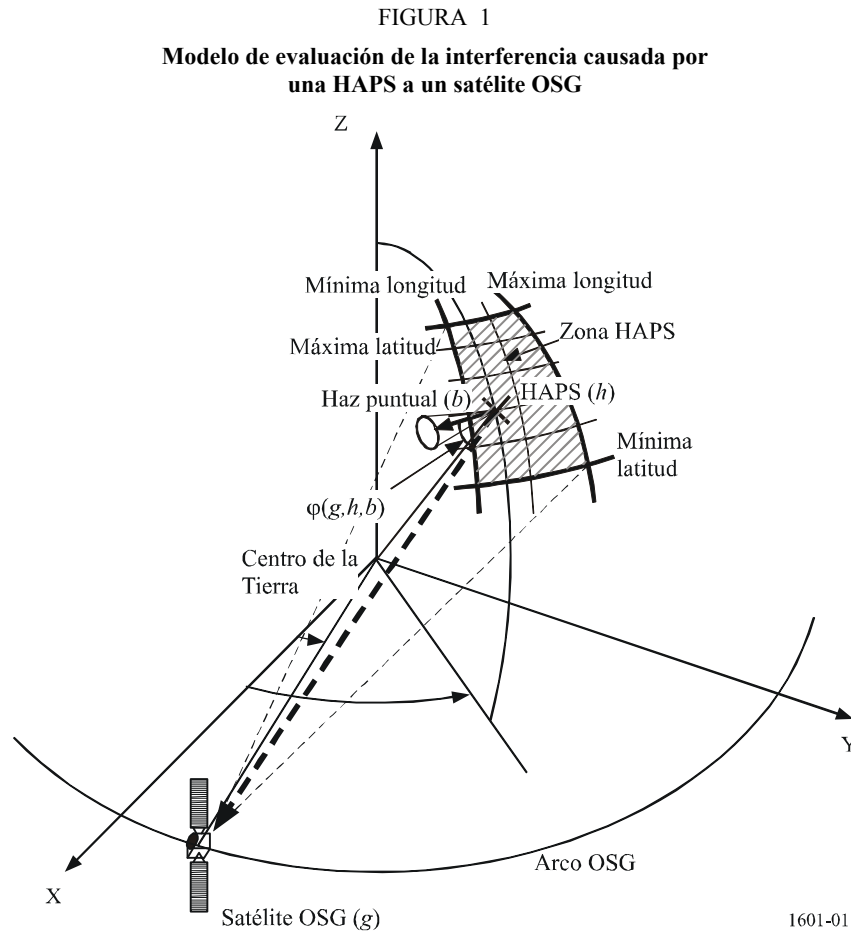 FIGURA 1
Modelo de evaluación de la interferencia causada por
una HAPS a un satélite OSG
Z
Mínima longitud
Máxima longitud
Máxima latitud
Zona HAPS
Haz puntual (b)
HAPS (h)
Mínima
latitud
φ(g,h,b)
Centro de la
Tierra
Y
Arco OSG
X
Satélite OSG (g)
1601-01